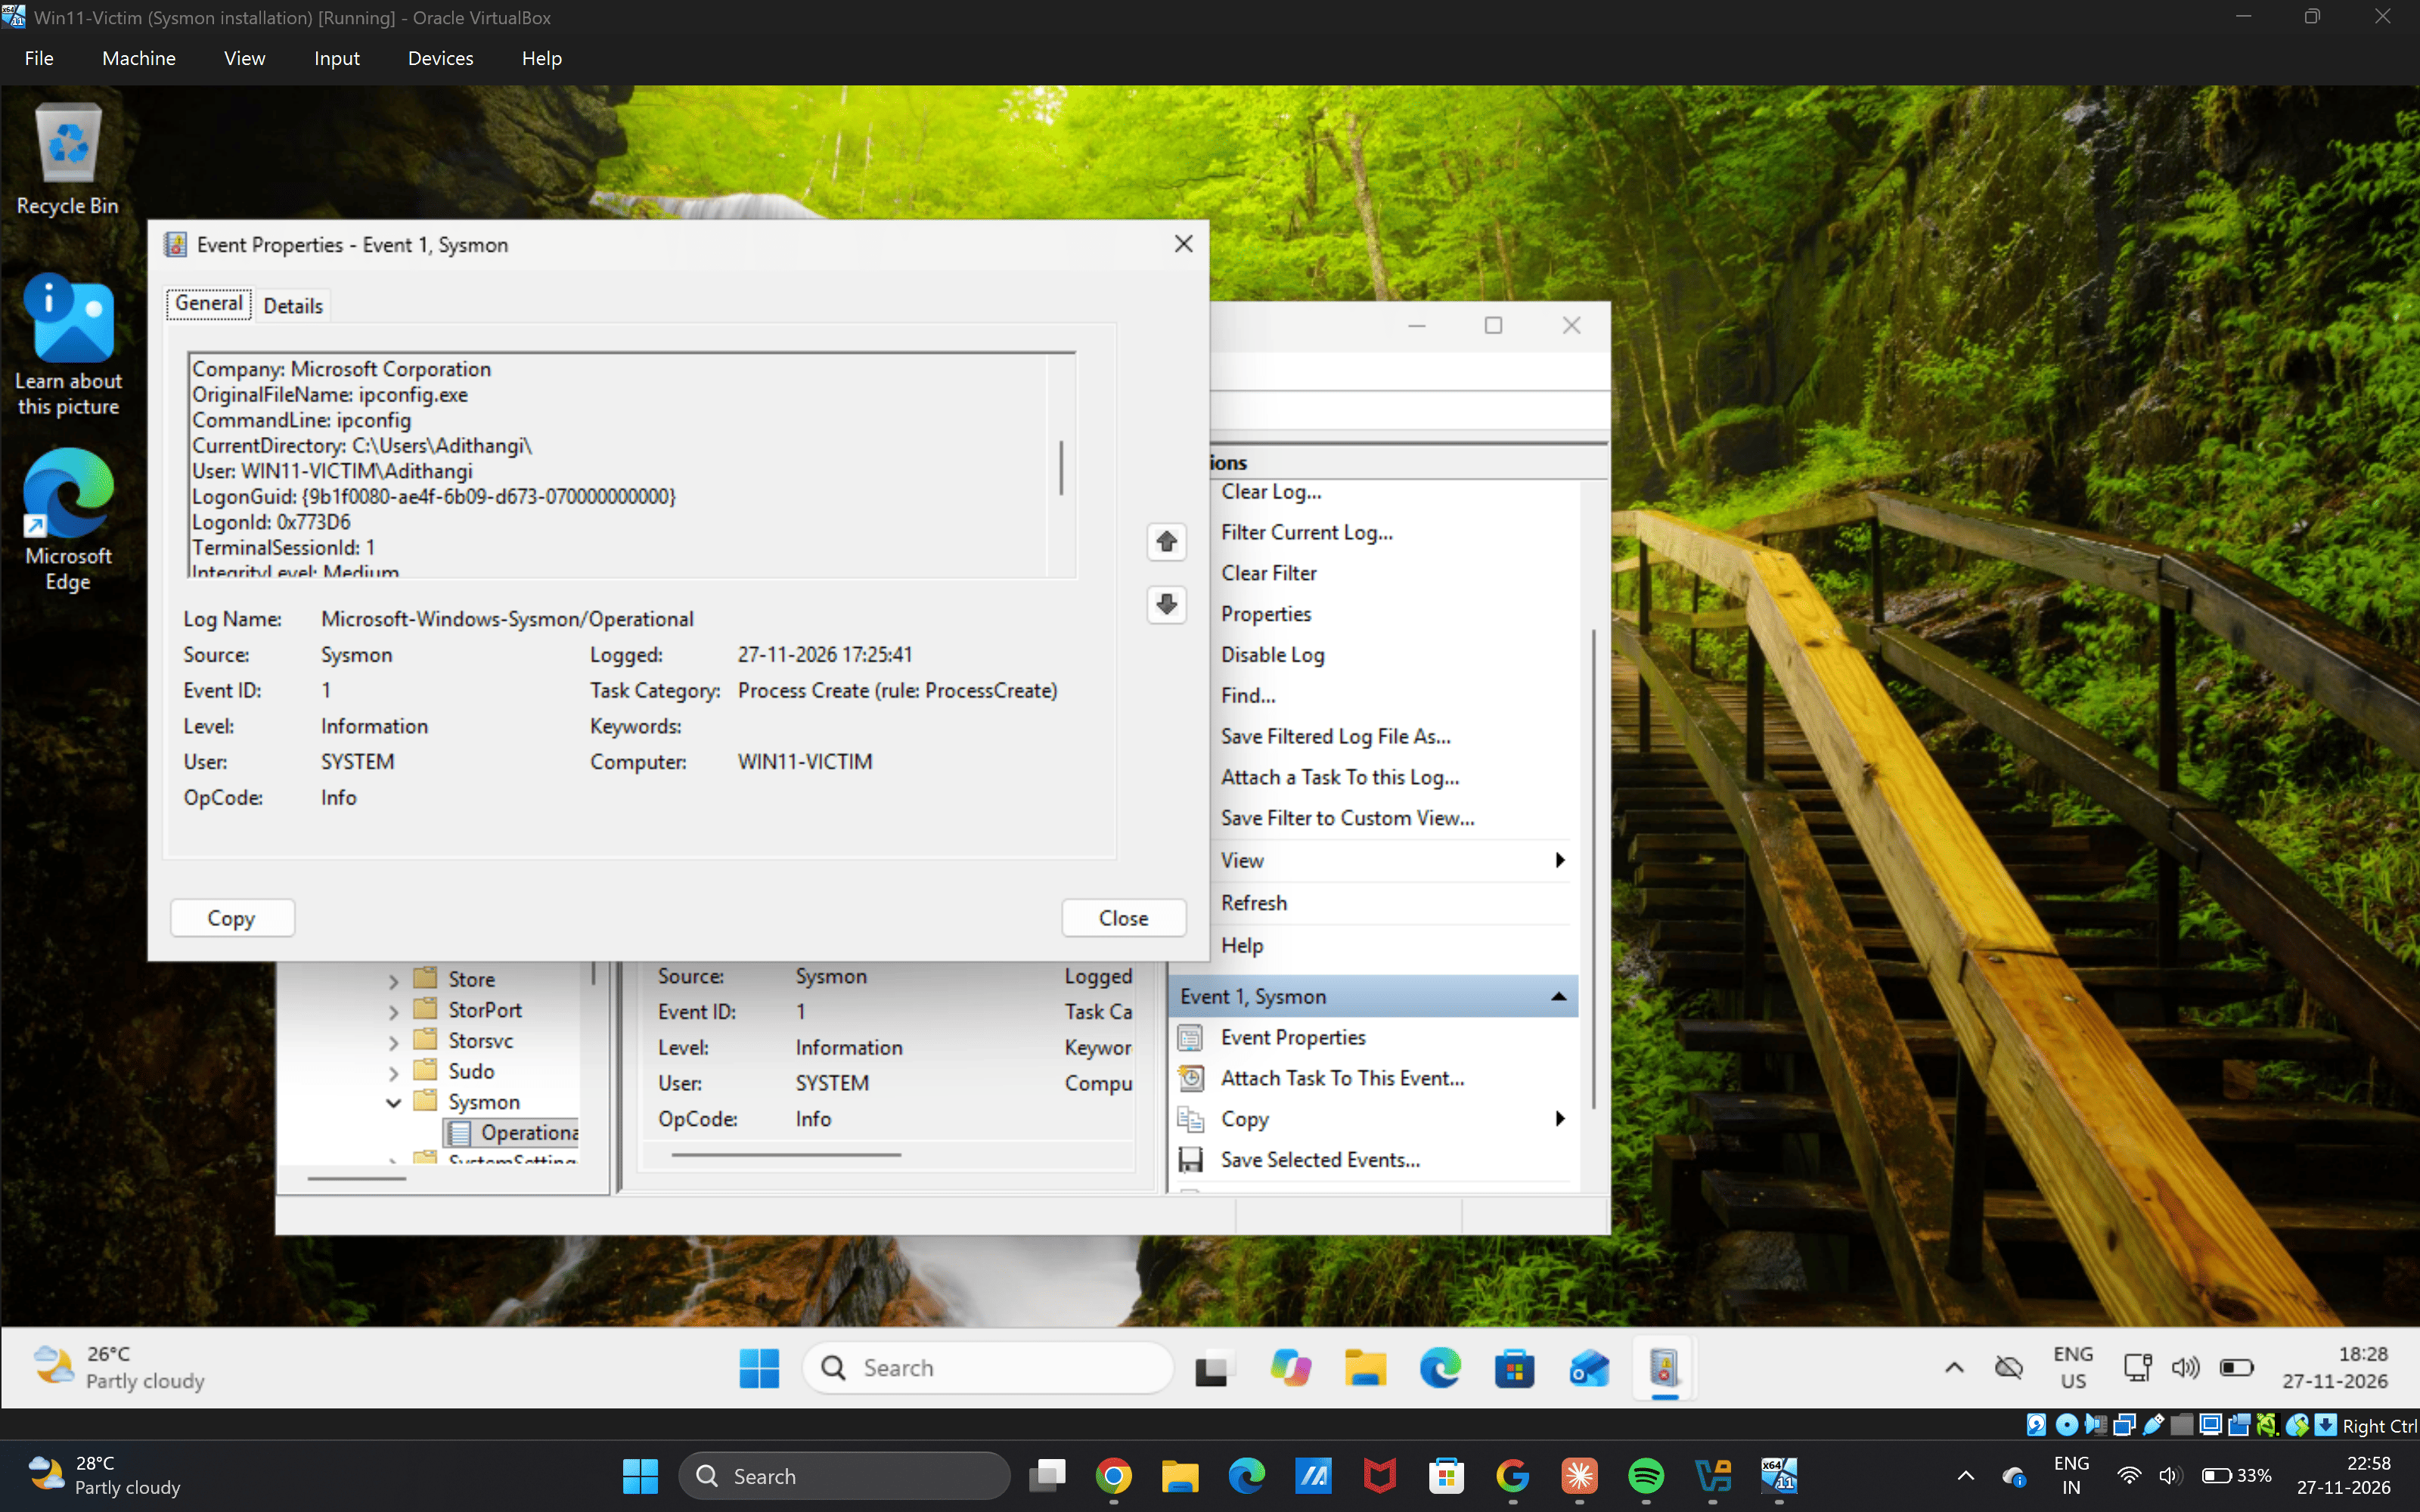 Win11-Victim (Sysmon installation) [Running] - Oracle VirtualBox
File Machine View Input Devices Help
Recycle Bin
Learn about
this picture
Microsoft
Edge
Event Properties - Event 1, Sysmon
General Details
Company: Microsoft Corporation
OriginalFileName: ipconfig.exe
CommandLine: ipconfig
CurrentDirectory: C:\Users\Adithangi\
User: WIN11-VICTIM\Adithangi
LogonGuid: {9b1f0080-ae4f-6b09-d673-070000000000}
LogonId: 0x773D6
TerminalSessionId: 1
IntegrityLevel: Medium
Log Name: Microsoft-Windows-Sysmon/Operational
Source: Sysmon Logged: 27-11-2026 17:25:41
Event ID: 1 Task Category: Process Create (rule: ProcessCreate)
Level: Information Keywords:
User: SYSTEM Computer: WIN11-VICTIM
OpCode: Info
Copy Close
ions
Clear Log...
Filter Current Log...
Clear Filter
Properties
Disable Log
Find...
Save Filtered Log File As...
Attach a Task To this Log...
Save Filter to Custom View...
View
Refresh
Help
Event 1, Sysmon
Event Properties
Attach Task To This Event...
Copy
Save Selected Events...
Store
StorPort
Storsvc
Sudo
Sysmon
Operationa
SystemSetting
Source: Sysmon Logged
Event ID: 1 Task Ca
Level: Information Keywor
User: SYSTEM Compu
OpCode: Info
26°C
Partly cloudy
Search
ENG
US
18:28
27-11-2026
Right Ctrl
28°C
Partly cloudy
Search
x64
11
ENG
IN
33%
22:58
27-11-2026